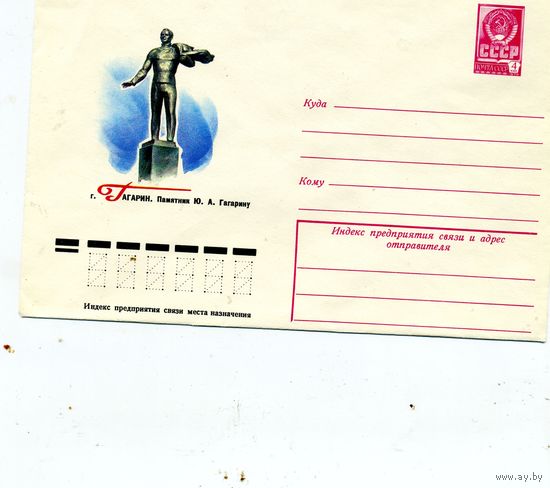 СССР
ПОЧТА СССР
4
г. ГАГАРИН. Памятник Ю. А. Гагарину
Куда
Кому
Индекс предприятия связи и адрес
отправителя
Индекс предприятия связи места назначения
www.ay.by